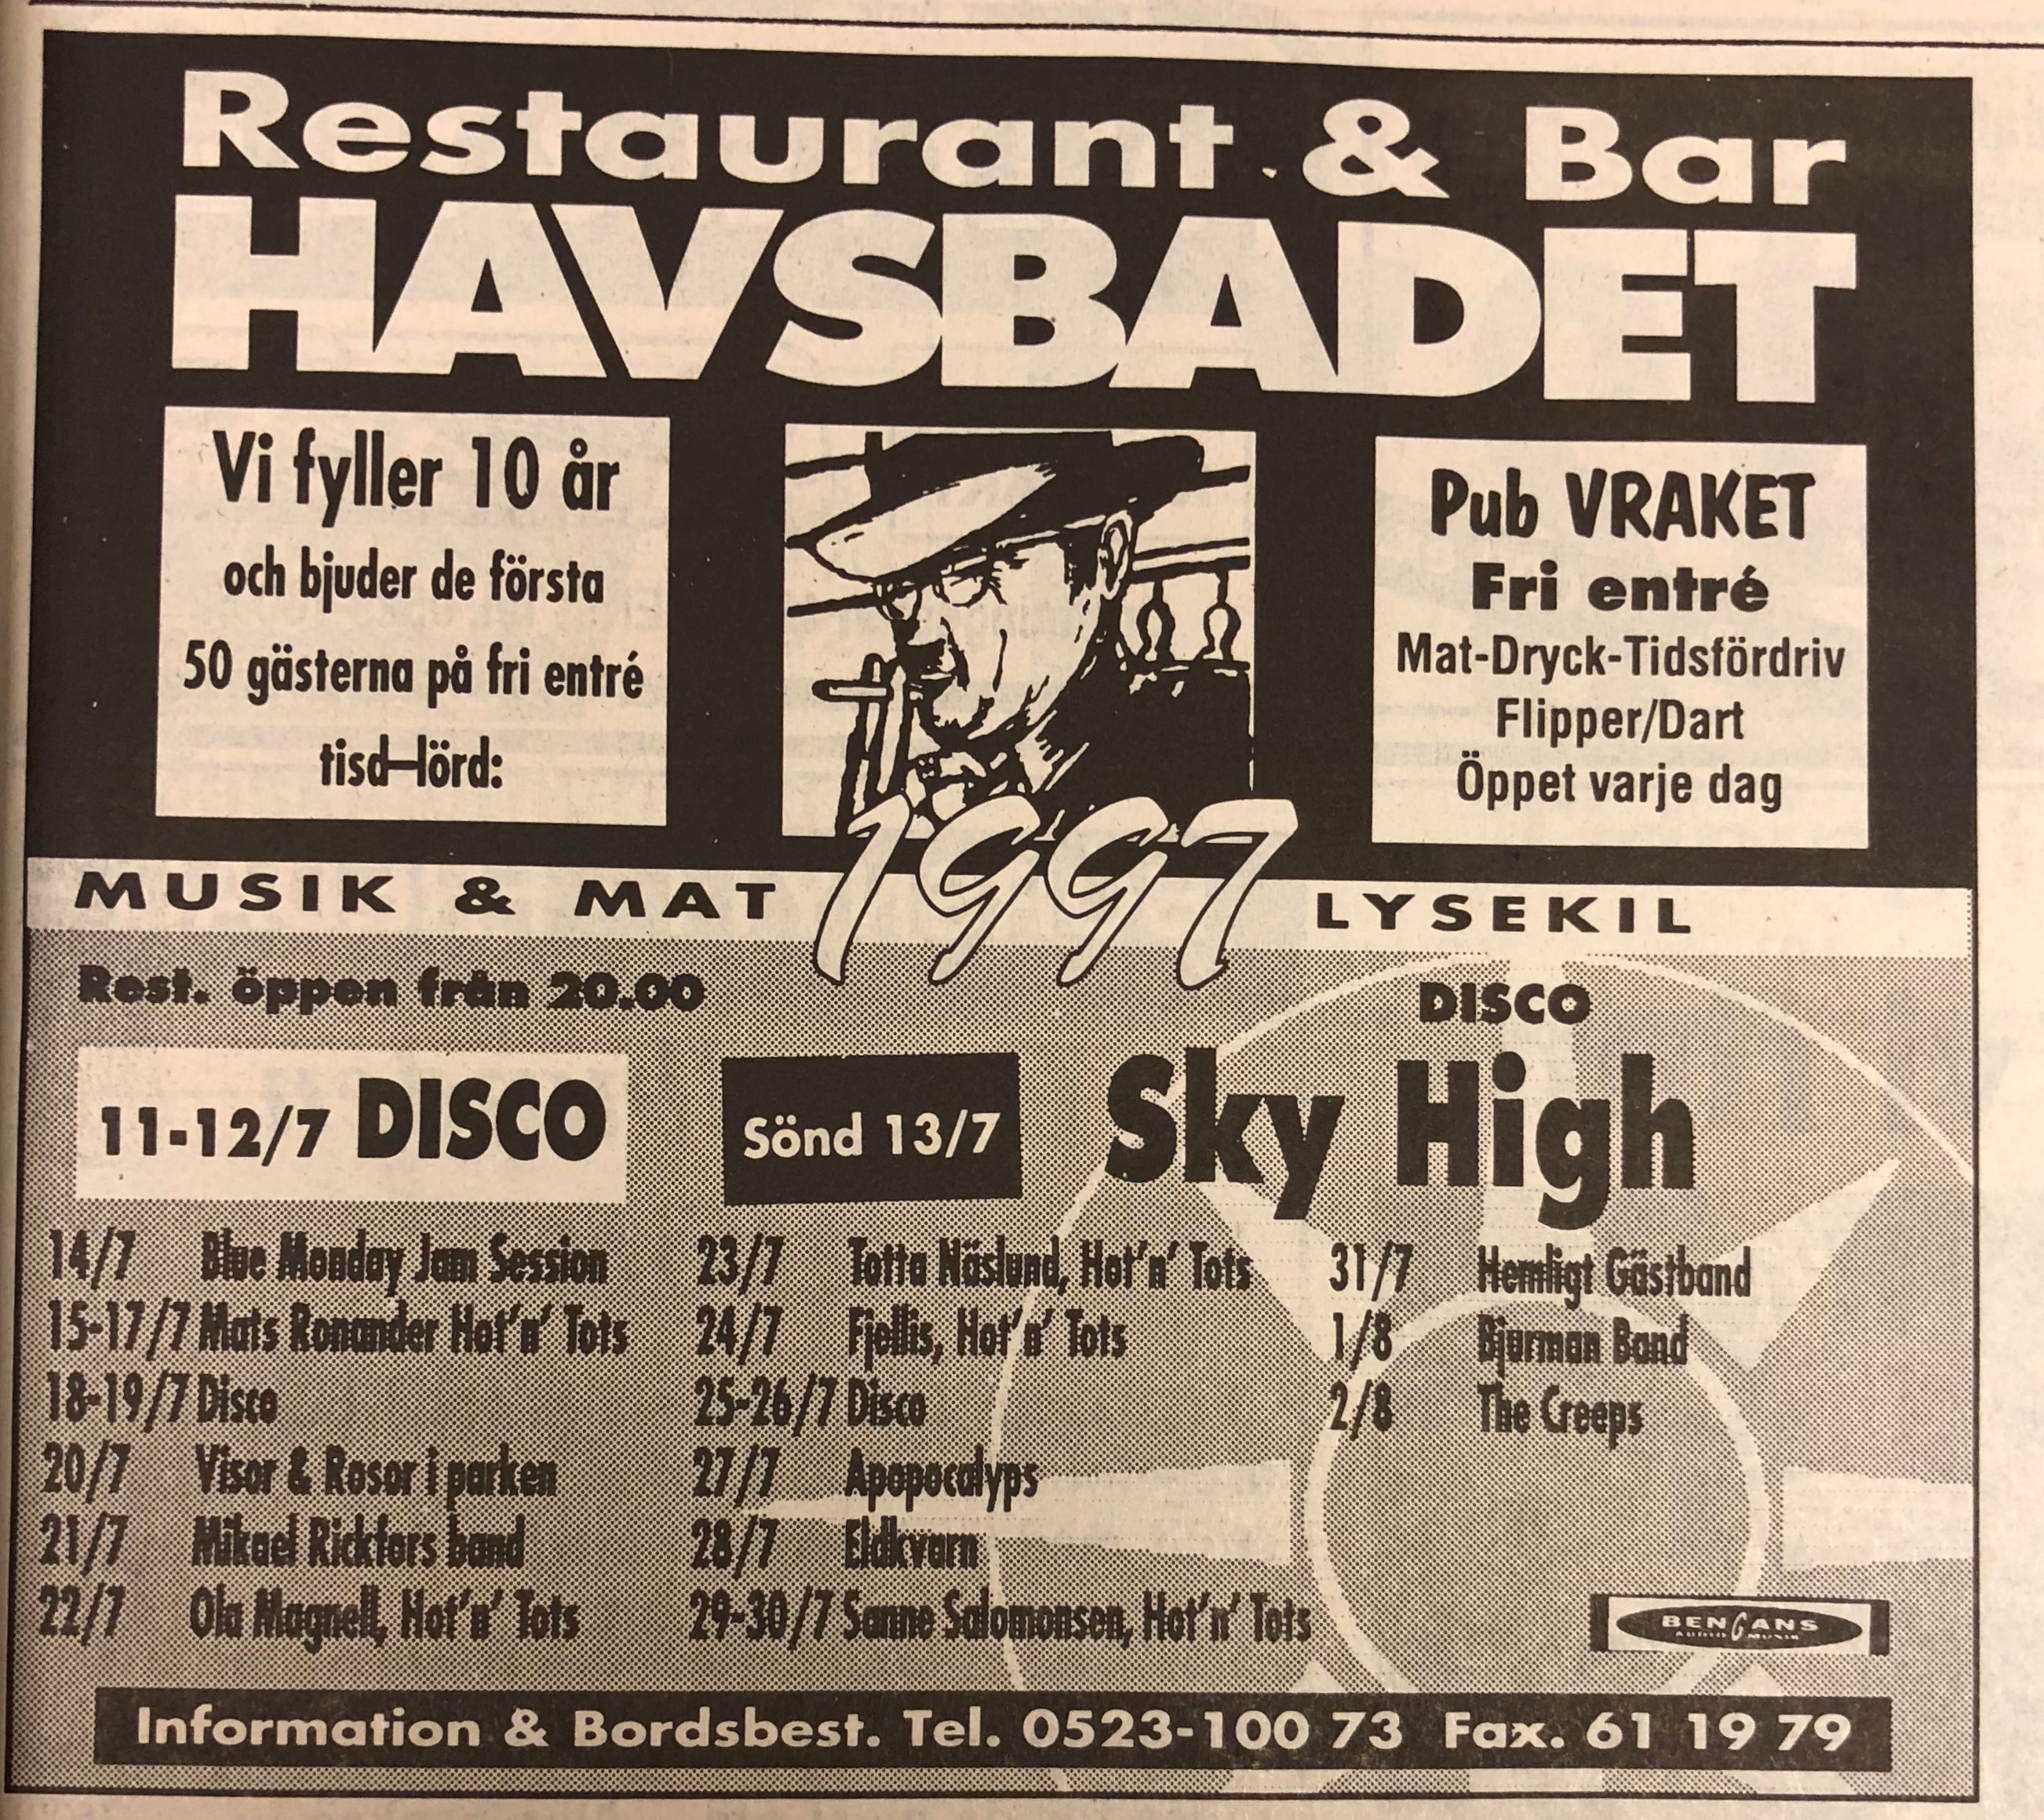 Restaurant & Bar
HAVSBADET
Vi fyller 10 år
och bjuder de första
50 gästerna på fri entré
tisd–lörd:
Pub VRAKET
Fri entré
Mat-Dryck-Tidsfördriv
Flipper/Dart
Öppet varje dag
1997
MUSIK & MAT
LYSEKIL
Rest. öppen från 20.00
11-12/7 DISCO
Sönd 13/7
DISCO
Sky High
14/7 Blue Monday Jam Session
15-17/7 Mats Ronander Hot'n' Tots
18-19/7 Disco
20/7 Visor & Rosor i parken
21/7 Mikael Rickfors band
22/7 Ola Magnell, Hot'n' Tots
23/7 Totta Näslund, Hot'n' Tots
24/7 Fjellis, Hot'n' Tots
25-26/7 Disco
27/7 Apopocalyps
28/7 Eldkvarn
29-30/7 Sanne Salomonsen, Hot'n' Tots
31/7 Hemligt Gästband
1/8 Bjurman Band
2/8 The Creeps
BENGANS
AUDIO MUSIK
Information & Bordsbest. Tel. 0523-100 73 Fax. 61 19 79